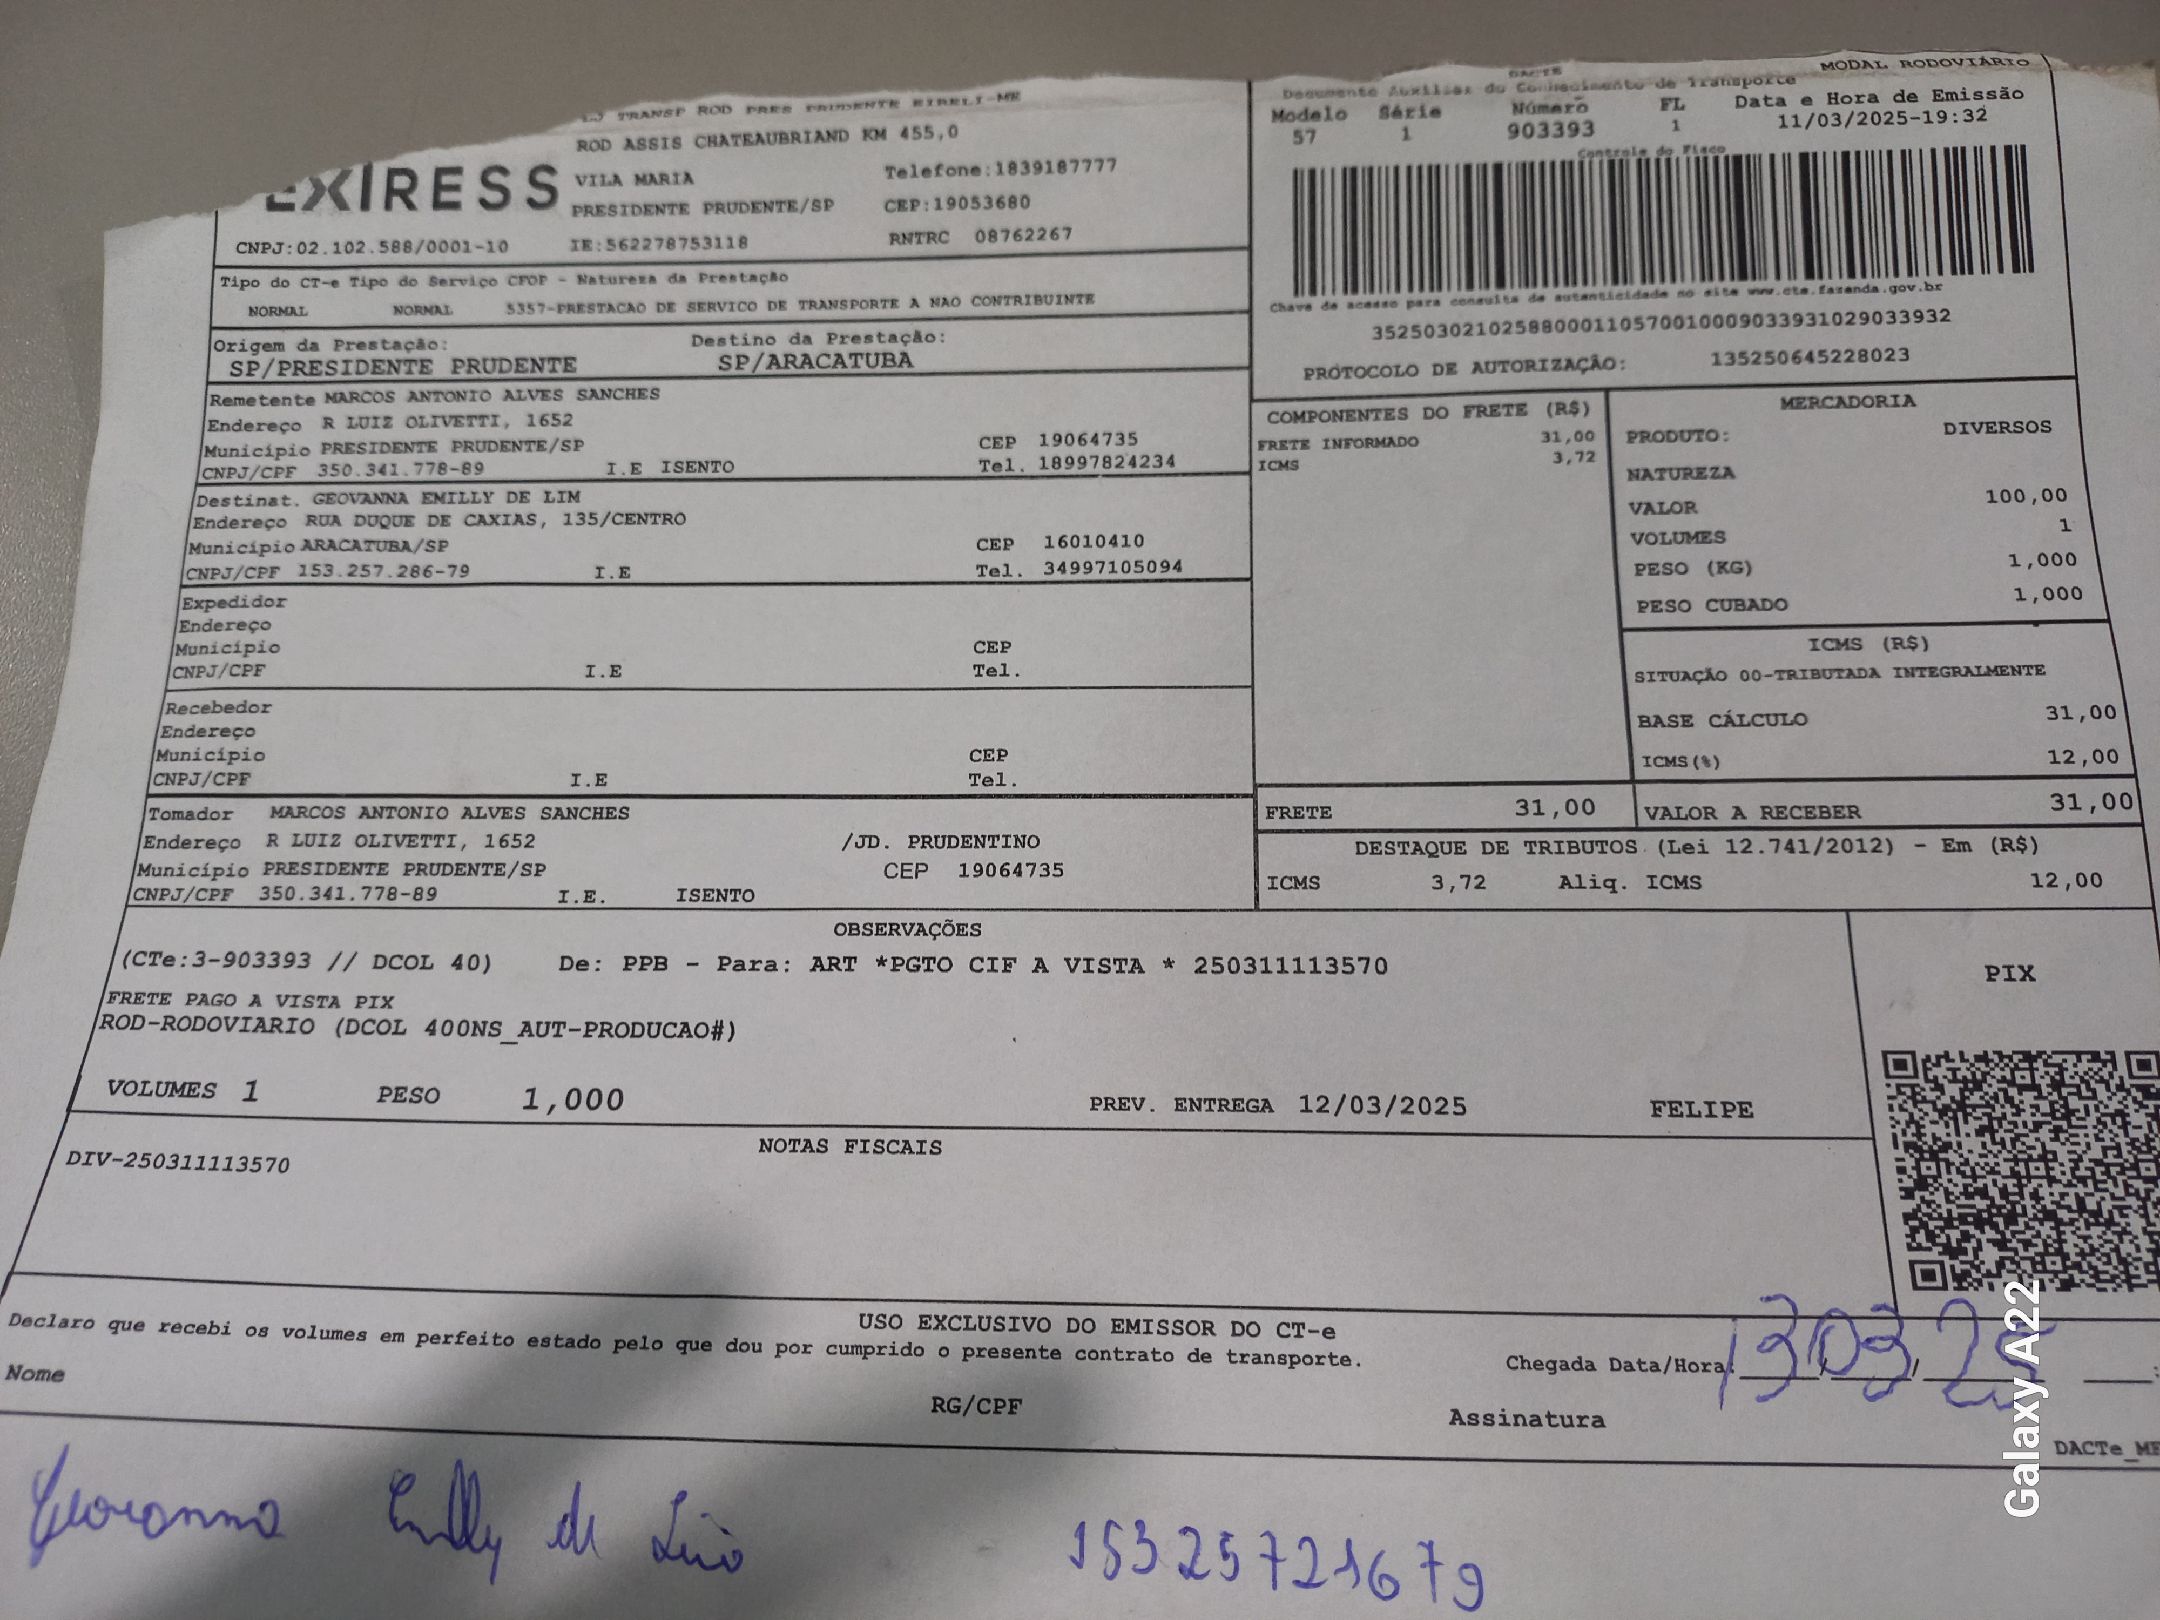 TRANSP ROD PRES PRUDENTE EIRELI-ME
ROD ASSIS CHATEAUBRIAND KM 455,0
EXPRESS
VILA MARIA Telefone:1839187777
PRESIDENTE PRUDENTE/SP CEP:19053680
CNPJ:02.102.588/0001-10 IE:562278753118 RNTRC 08762267
DACTE MODAL RODOVIÁRIO
Documento Auxiliar do Conhecimento de Transporte
Modelo Série Número FL Data e Hora de Emissão
57 1 903393 1 11/03/2025-19:32
Controle do Fisco
Chave de acesso para consulta de autenticidade no site www.cte.fazenda.gov.br
35250302102588000110570010009033931029033932
PROTOCOLO DE AUTORIZAÇÃO: 135250645228023
Tipo do CT-e Tipo do Serviço CFOP - Natureza da Prestação
NORMAL NORMAL 5357-PRESTACAO DE SERVICO DE TRANSPORTE A NAO CONTRIBUINTE
Origem da Prestação: Destino da Prestação:
SP/PRESIDENTE PRUDENTE SP/ARACATUBA
Remetente MARCOS ANTONIO ALVES SANCHES
Endereço R LUIZ OLIVETTI, 1652
Município PRESIDENTE PRUDENTE/SP CEP 19064735
CNPJ/CPF 350.341.778-89 I.E ISENTO Tel. 18997824234
Destinat. GEOVANNA EMILLY DE LIM
Endereço RUA DUQUE DE CAXIAS, 135/CENTRO
Município ARACATUBA/SP CEP 16010410
CNPJ/CPF 153.257.286-79 I.E Tel. 34997105094
Expedidor
Endereço
Município CEP
CNPJ/CPF I.E Tel.
Recebedor
Endereço
Município CEP
CNPJ/CPF I.E Tel.
Tomador MARCOS ANTONIO ALVES SANCHES
Endereço R LUIZ OLIVETTI, 1652 /JD. PRUDENTINO
Município PRESIDENTE PRUDENTE/SP CEP 19064735
CNPJ/CPF 350.341.778-89 I.E. ISENTO
COMPONENTES DO FRETE (R$)
FRETE INFORMADO 31,00
ICMS 3,72
MERCADORIA
PRODUTO: DIVERSOS
NATUREZA
VALOR 100,00
VOLUMES 1
PESO (KG) 1,000
PESO CUBADO 1,000
ICMS (R$)
SITUAÇÃO 00-TRIBUTADA INTEGRALMENTE
BASE CÁLCULO 31,00
ICMS(%) 12,00
FRETE 31,00 VALOR A RECEBER 31,00
DESTAQUE DE TRIBUTOS (Lei 12.741/2012) - Em (R$)
ICMS 3,72 Aliq. ICMS 12,00
OBSERVAÇÕES
(CTe:3-903393 // DCOL 40) De: PPB - Para: ART *PGTO CIF A VISTA * 250311113570
FRETE PAGO A VISTA PIX
ROD-RODOVIARIO (DCOL 400NS_AUT-PRODUCAO#)
PIX
VOLUMES 1 PESO 1,000 PREV. ENTREGA 12/03/2025 FELIPE
NOTAS FISCAIS
DIV-250311113570
USO EXCLUSIVO DO EMISSOR DO CT-e
Declaro que recebi os volumes em perfeito estado pelo que dou por cumprido o presente contrato de transporte.
Chegada Data/Hora: 13/03/25 :
Nome RG/CPF Assinatura
DACTe_ME
Geovanna Emilly de Lima
15325721679
Galaxy A22